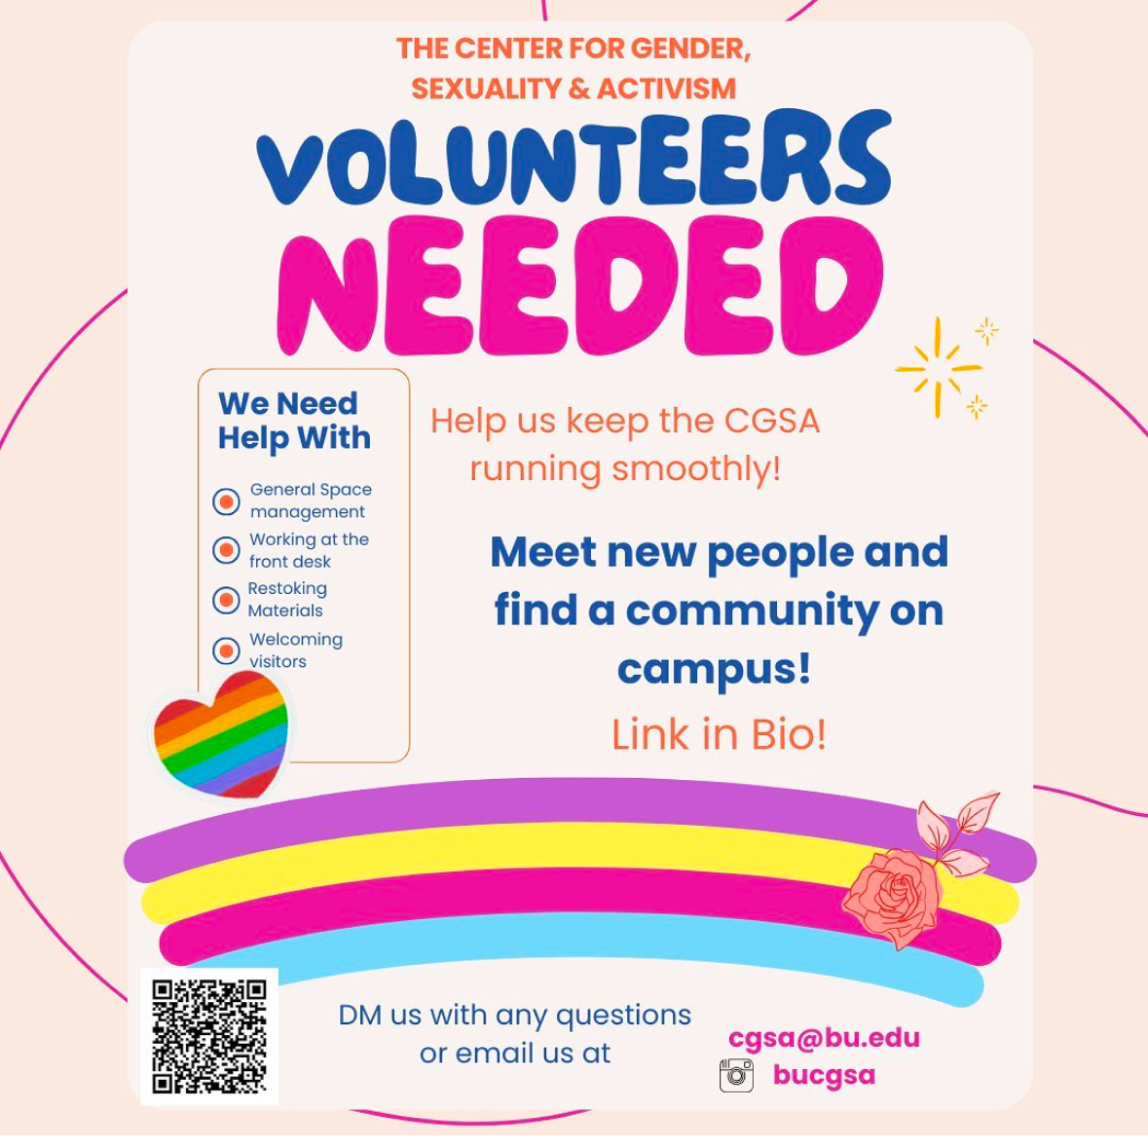 THE CENTER FOR GENDER,
SEXUALITY & ACTIVISM
VOLUNTEERS
NEEDED
We Need
Help With
General Space
management
Working at the
front desk
Restoking
Materials
Welcoming
visitors
Help us keep the CGSA
running smoothly!
Meet new people and
find a community on
campus!
Link in Bio!
DM us with any questions
or email us at
cgsa@bu.edu
bucgsa